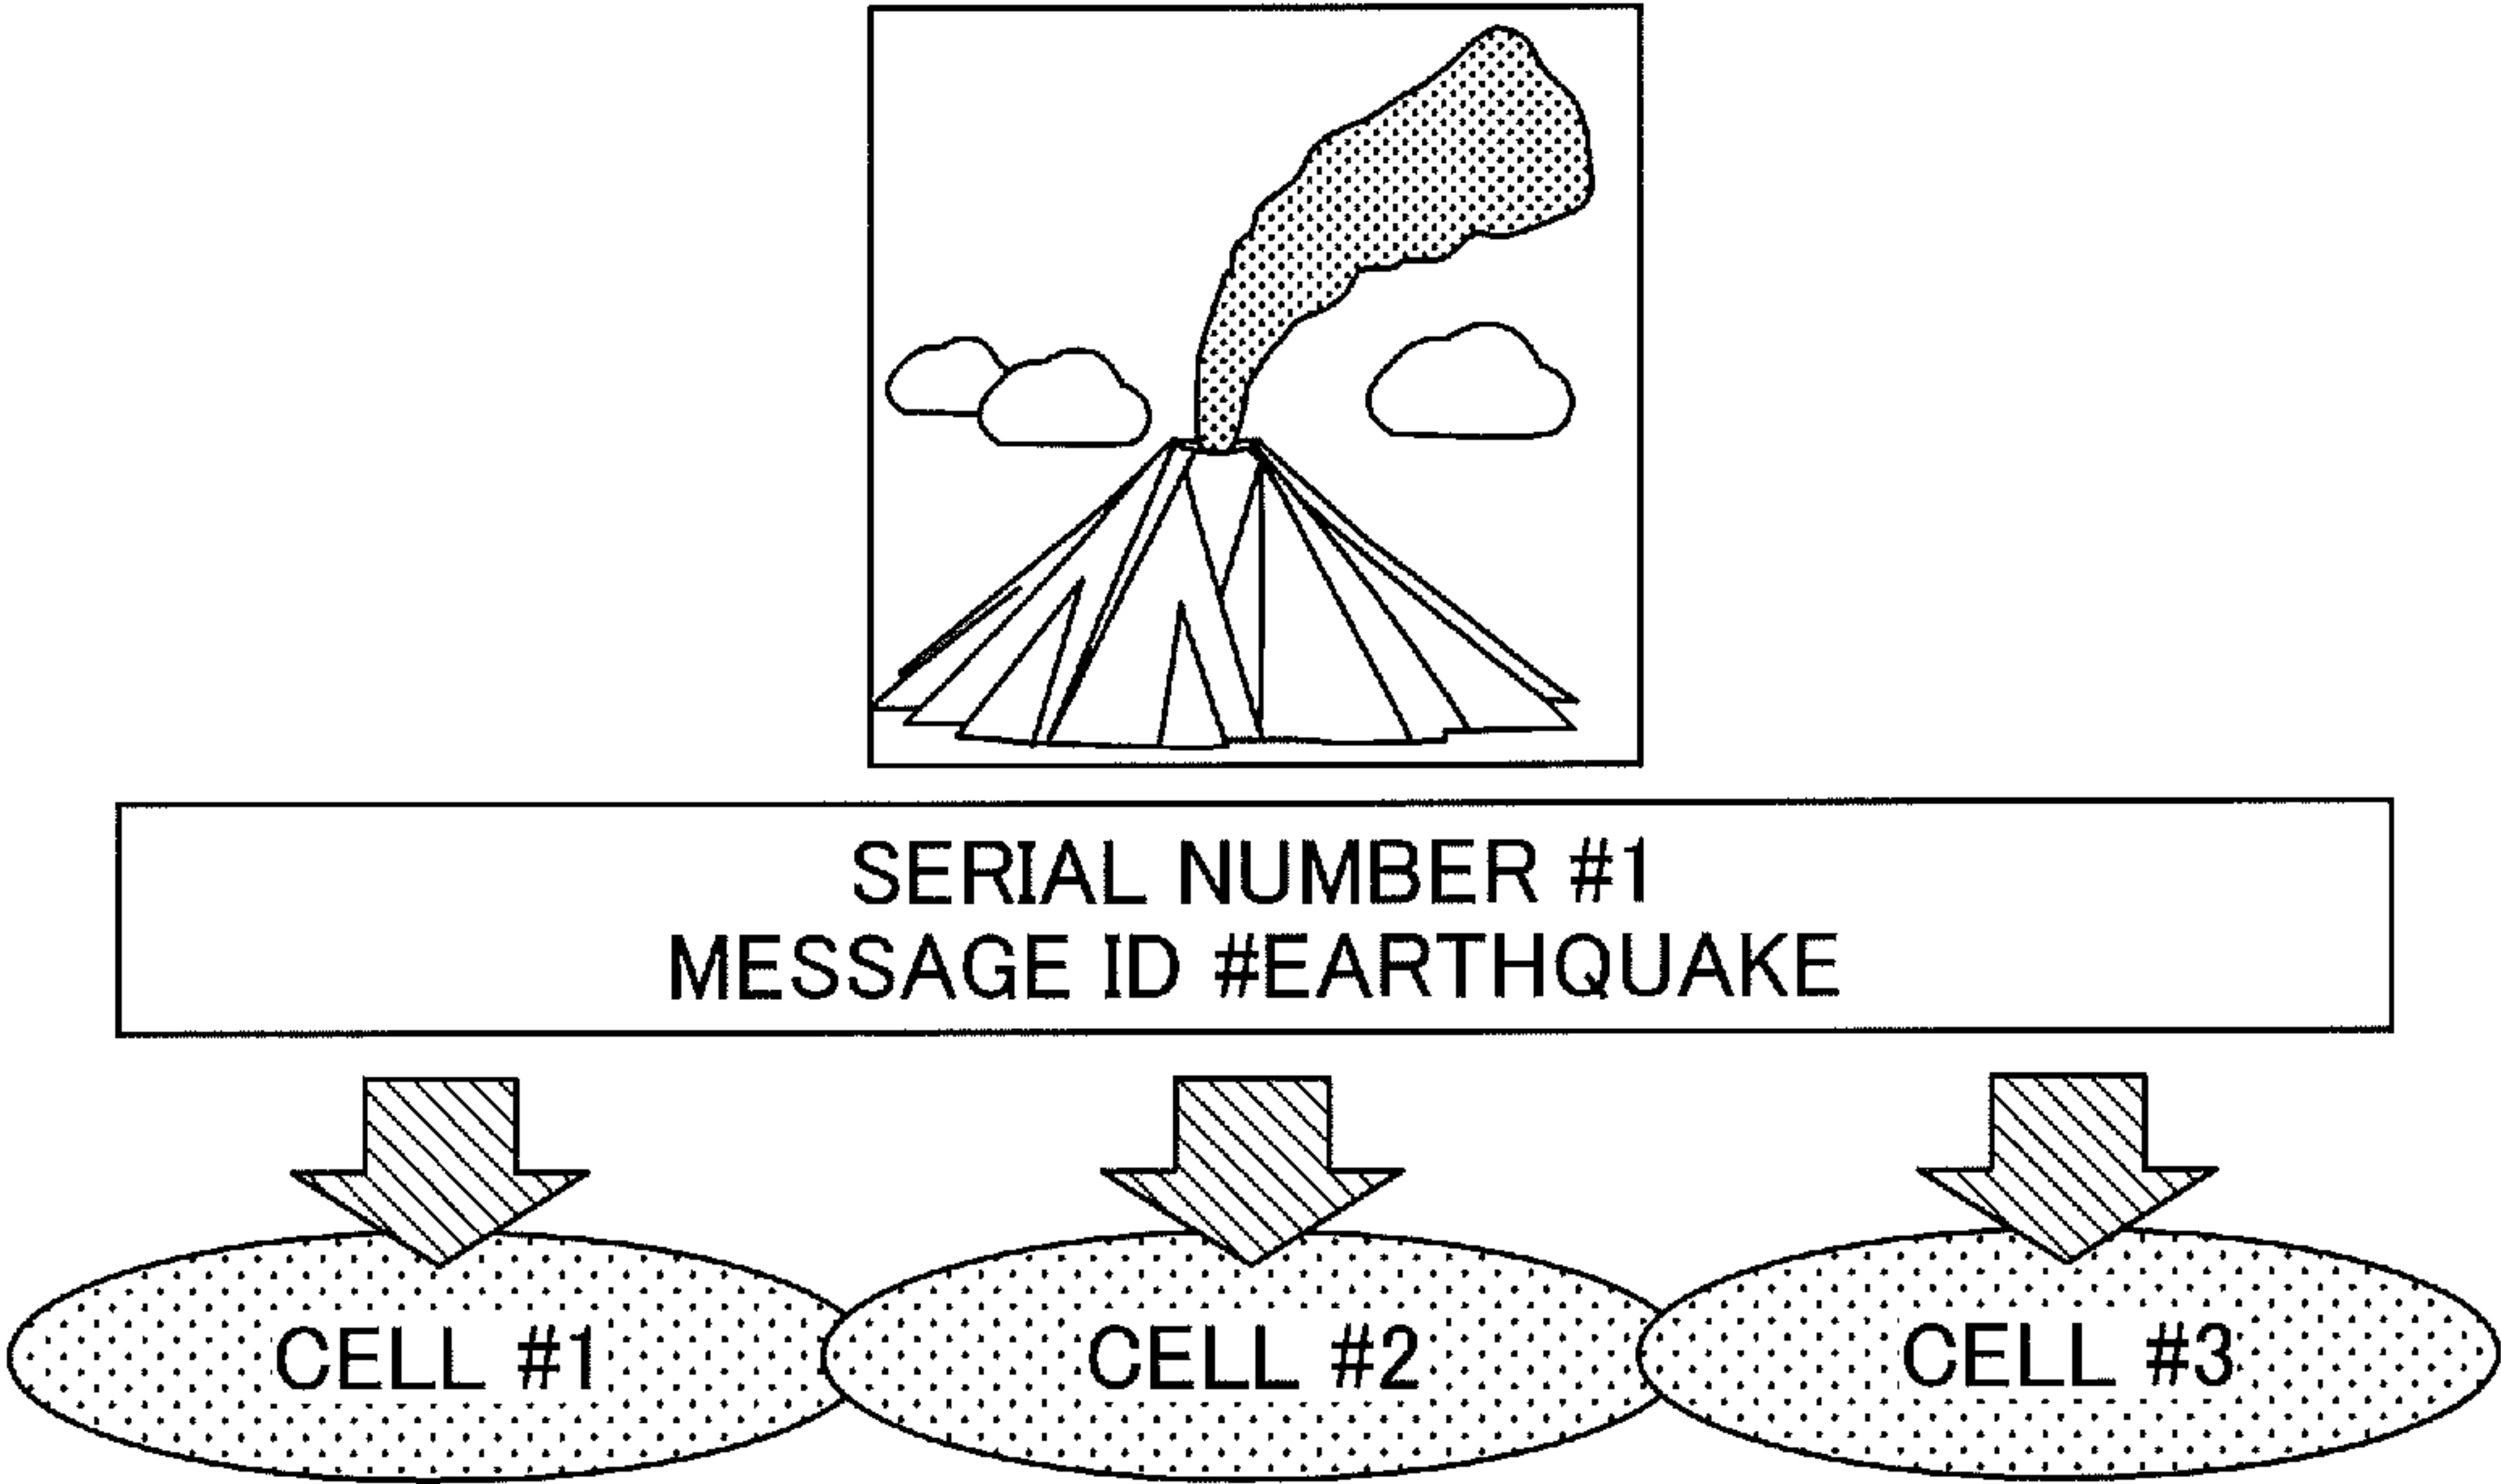 SERIAL NUMBER #1
MESSAGE ID #EARTHQUAKE
CELL #1
CELL #2
CELL #3